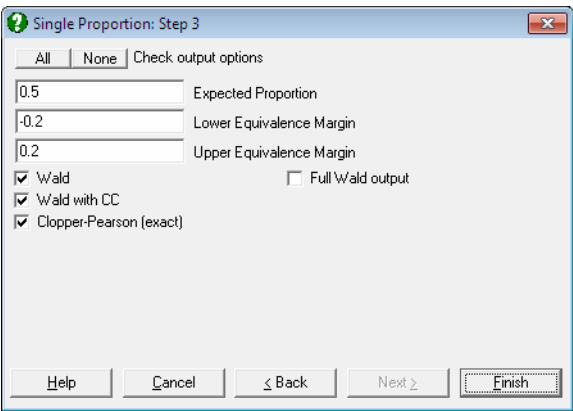 Single Proportion: Step 3
All None Check output options
0.5 Expected Proportion
-0.2 Lower Equivalence Margin
0.2 Upper Equivalence Margin
Wald Full Wald output
Wald with CC
Clopper-Pearson (exact)
Help Cancel < Back Next > Finish